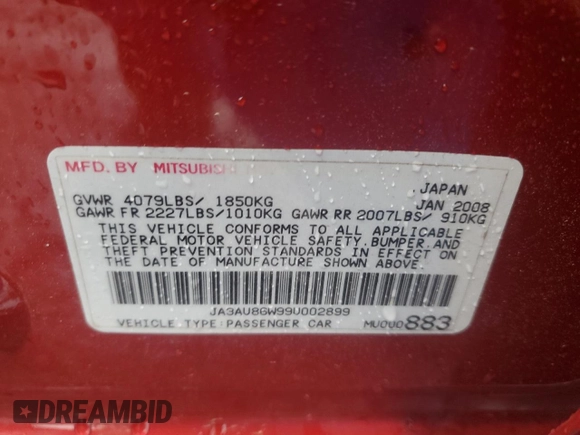 MFD. BY MITSUBISHI
JAPAN
GVWR 4079LBS/ 1850KG
JAN 2008
GAWR FR 2227LBS/1010KG GAWR RR 2007LBS/ 910KG
THIS VEHICLE CONFORMS TO ALL APPLICABLE
FEDERAL MOTOR VEHICLE SAFETY,BUMPER,AND
THEFT PREVENTION STANDARDS IN EFFECT ON
THE DATE OF MANUFACTURE SHOWN ABOVE.
JA3AU86W99U002899
VEHICLE TYPE:PASSENGER CAR MU000883
DREAMBID